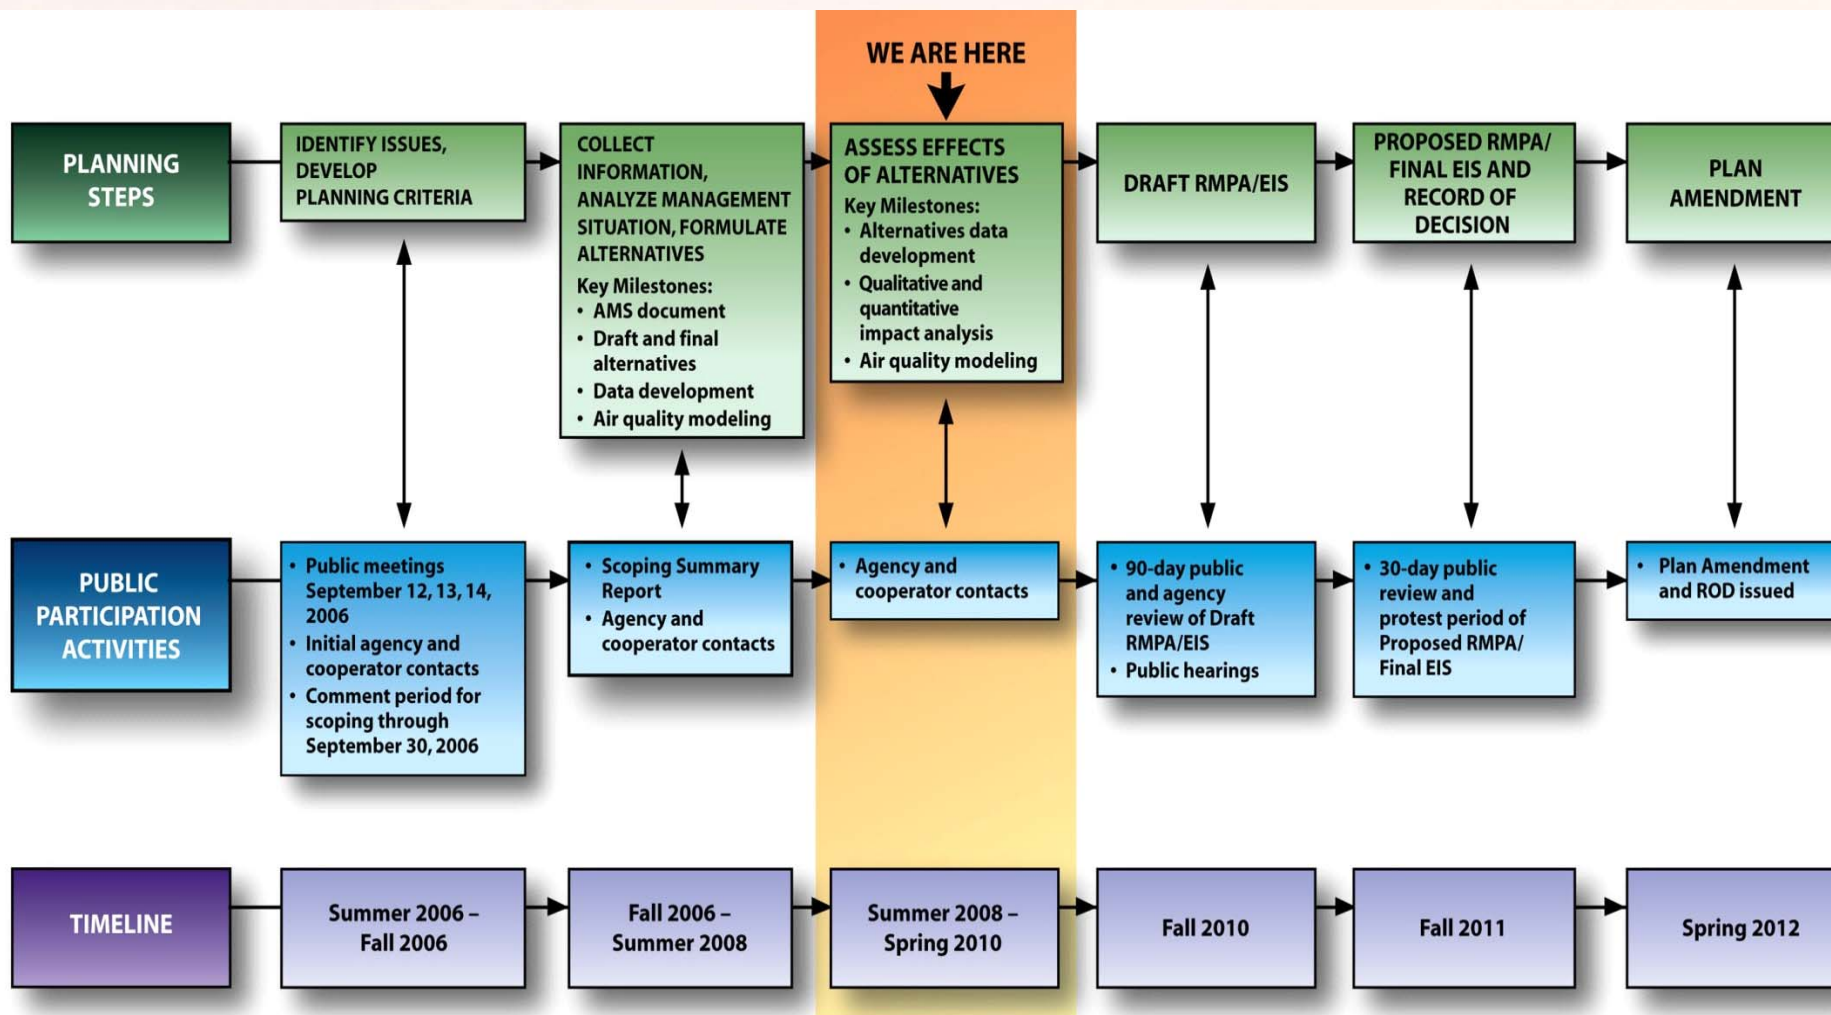 WE ARE HERE
PLANNING
STEPS
IDENTIFY ISSUES,
DEVELOP
PLANNING CRITERIA
COLLECT
INFORMATION,
ANALYZE MANAGEMENT
SITUATION, FORMULATE
ALTERNATIVES
Key Milestones:
• AMS document
• Draft and final
alternatives
• Data development
• Air quality modeling
ASSESS EFFECTS
OF ALTERNATIVES
Key Milestones:
• Alternatives data
development
• Qualitative and
quantitative
impact analysis
• Air quality modeling
DRAFT RMPA/EIS
PROPOSED RMPA/
FINAL EIS AND
RECORD OF
DECISION
PLAN
AMENDMENT
PUBLIC
PARTICIPATION
ACTIVITIES
• Public meetings
September 12, 13, 14,
2006
• Initial agency and
cooperator contacts
• Comment period for
scoping through
September 30, 2006
• Scoping Summary
Report
• Agency and
cooperator contacts
• Agency and
cooperator contacts
• 90-day public
and agency
review of Draft
RMPA/EIS
• Public hearings
• 30-day public
review and
protest period of
Proposed RMPA/
Final EIS
• Plan Amendment
and ROD issued
TIMELINE
Summer 2006 –
Fall 2006
Fall 2006 –
Summer 2008
Summer 2008 –
Spring 2010
Fall 2010
Fall 2011
Spring 2012